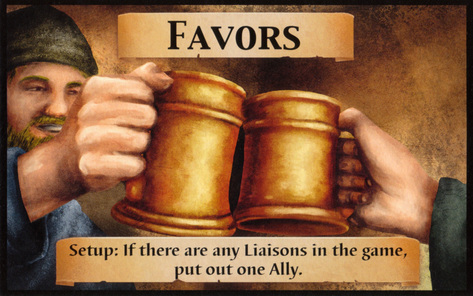 FAVORS
Setup: If there are any Liaisons in the game,
put out one Ally.